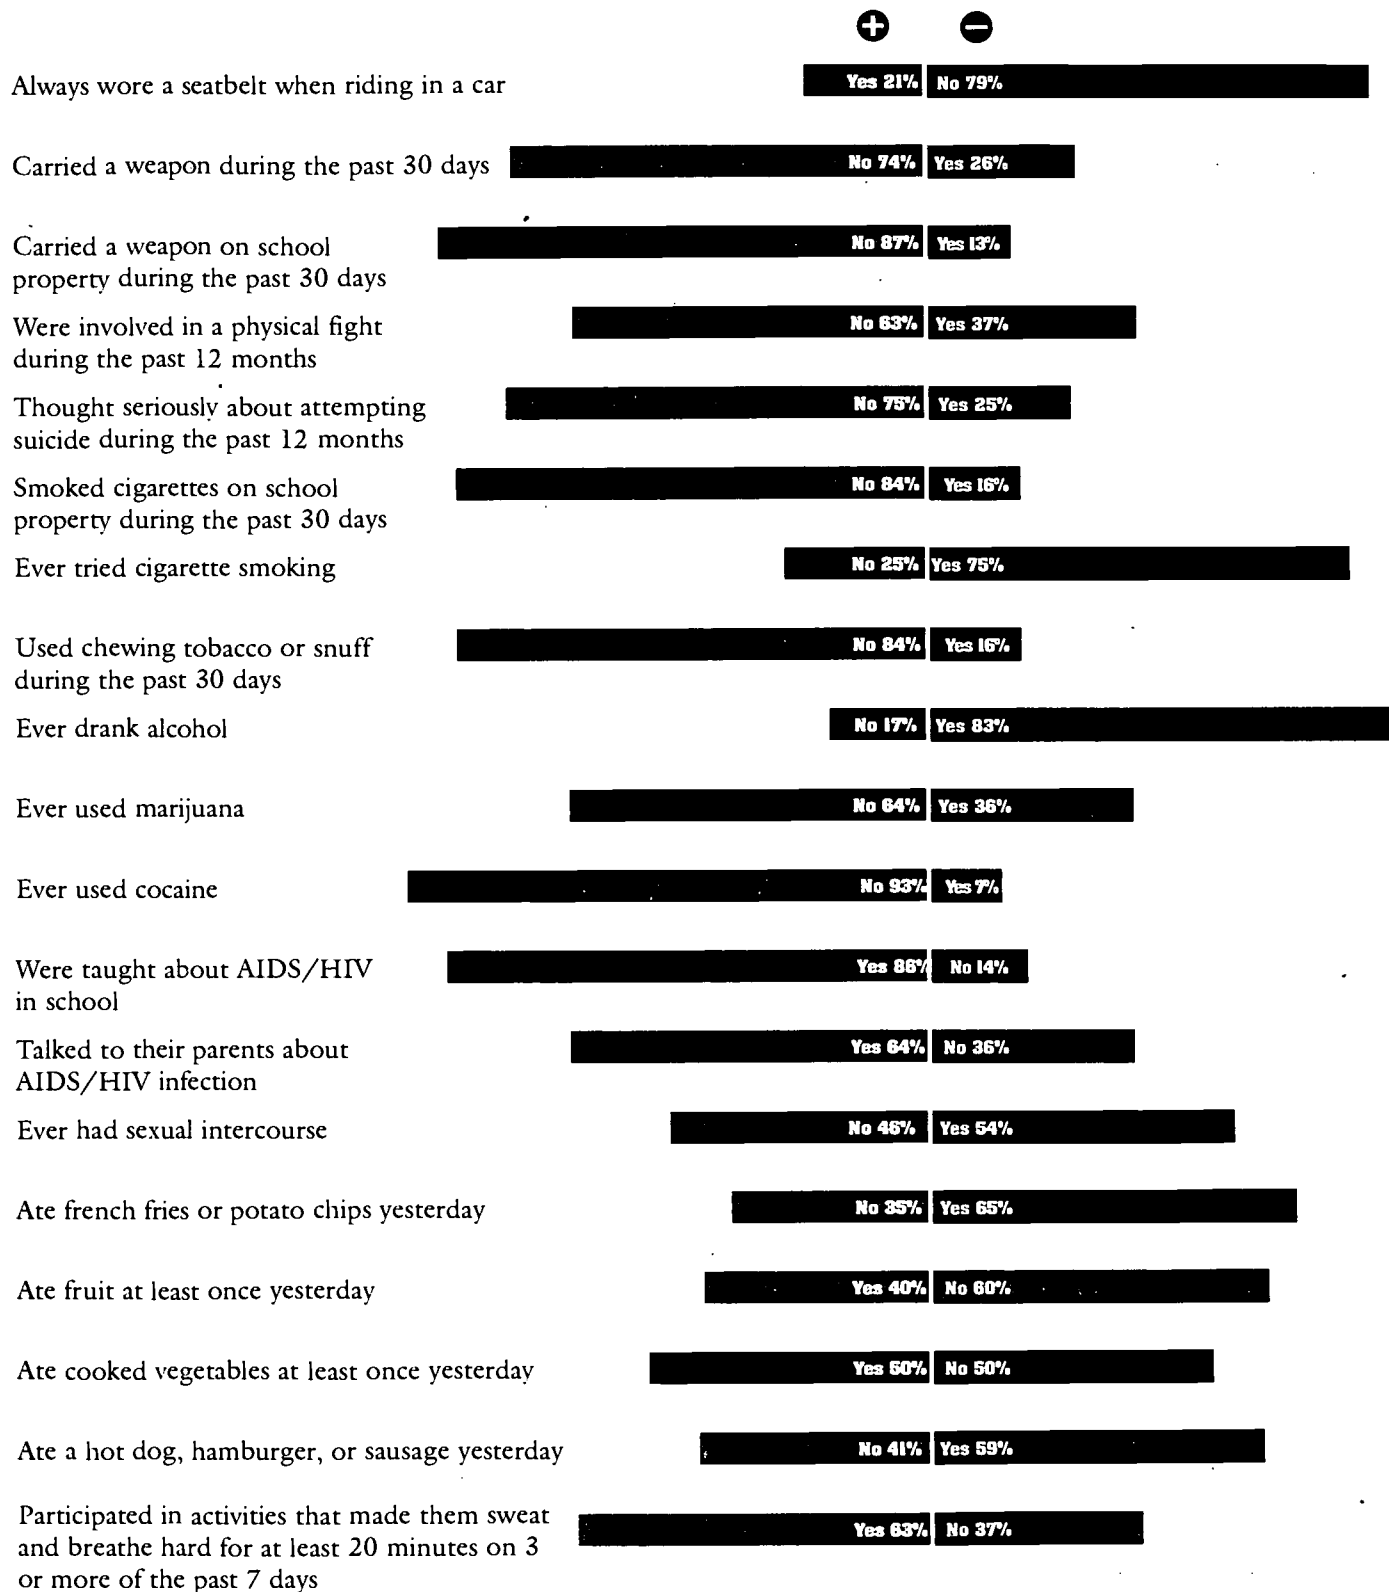 + −
Always wore a seatbelt when riding in a car Yes 21% No 79%
Carried a weapon during the past 30 days No 74% Yes 26%
Carried a weapon on school No 87% Yes 13%
property during the past 30 days
Were involved in a physical fight No 63% Yes 37%
during the past 12 months
Thought seriously about attempting No 75% Yes 25%
suicide during the past 12 months
Smoked cigarettes on school No 84% Yes 16%
property during the past 30 days
Ever tried cigarette smoking No 25% Yes 75%
Used chewing tobacco or snuff No 84% Yes 16%
during the past 30 days
Ever drank alcohol No 17% Yes 83%
Ever used marijuana No 64% Yes 36%
Ever used cocaine No 93% Yes 7%
Were taught about AIDS/HIV Yes 86% No 14%
in school
Talked to their parents about Yes 64% No 36%
AIDS/HIV infection
Ever had sexual intercourse No 46% Yes 54%
Ate french fries or potato chips yesterday No 35% Yes 65%
Ate fruit at least once yesterday Yes 40% No 60%
Ate cooked vegetables at least once yesterday Yes 50% No 50%
Ate a hot dog, hamburger, or sausage yesterday No 41% Yes 59%
Participated in activities that made them sweat Yes 63% No 37%
and breathe hard for at least 20 minutes on 3
or more of the past 7 days